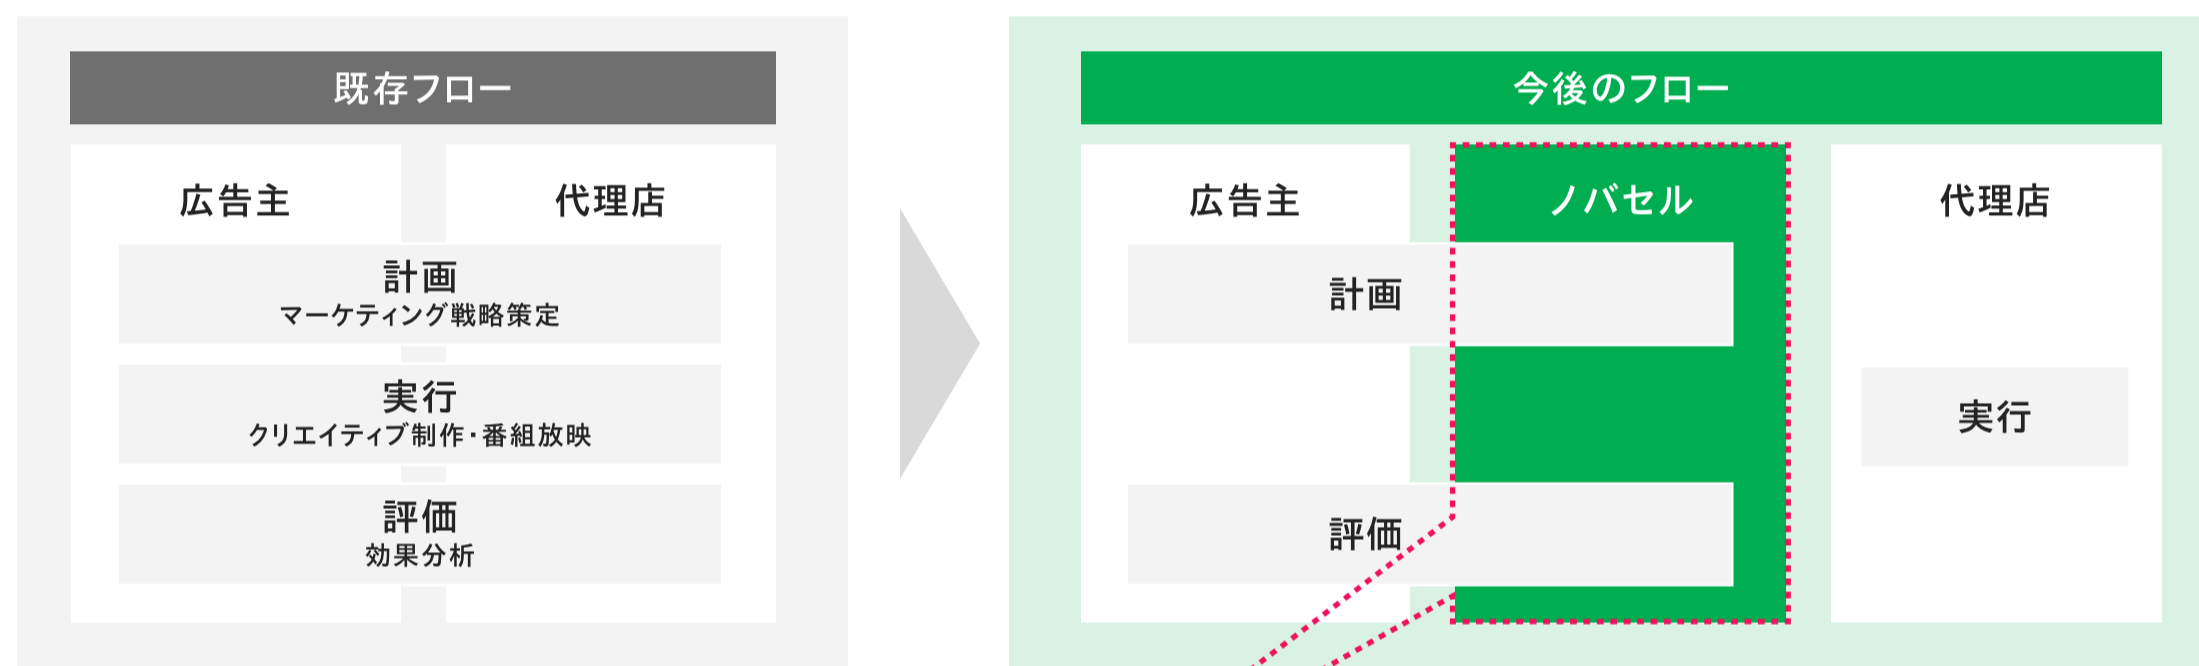 既存フロー
広告主
代理店
計画
マーケティング戦略策定
実行
クリエイティブ制作・番組放映
評価
効果分析
今後のフロー
広告主
ノバセル
代理店
計画
実行
評価